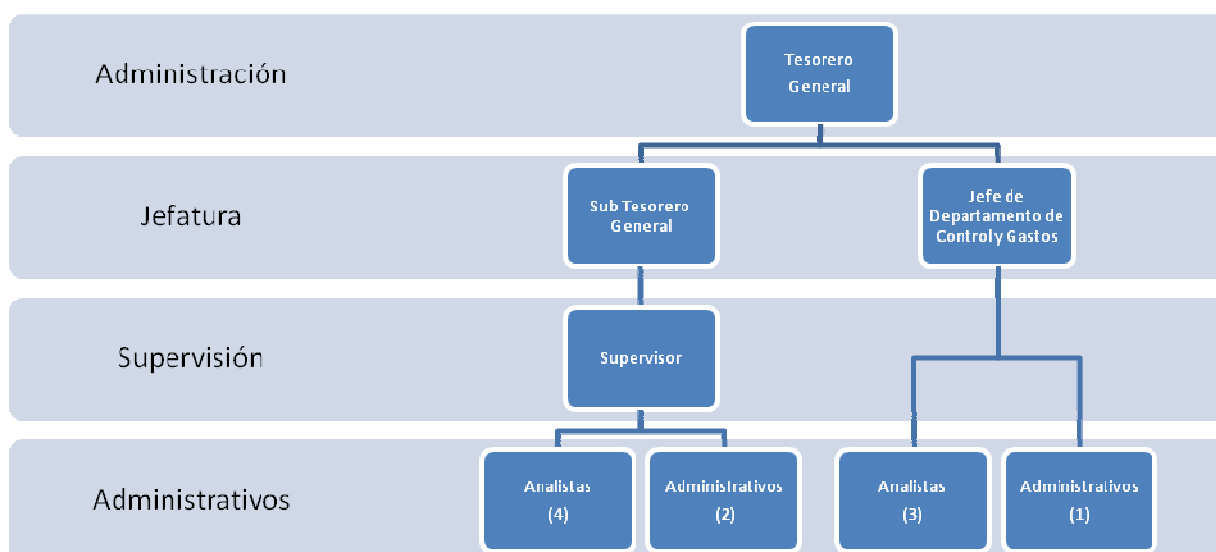 Administración
Tesorero
General
Jefatura
Sub Tesorero
General
Jefe de
Departamento de
Control y Gastos
Supervisión
Supervisor
Administrativos
Analistas
(4)
Administrativos
(2)
Analistas
(3)
Administrativos
(1)